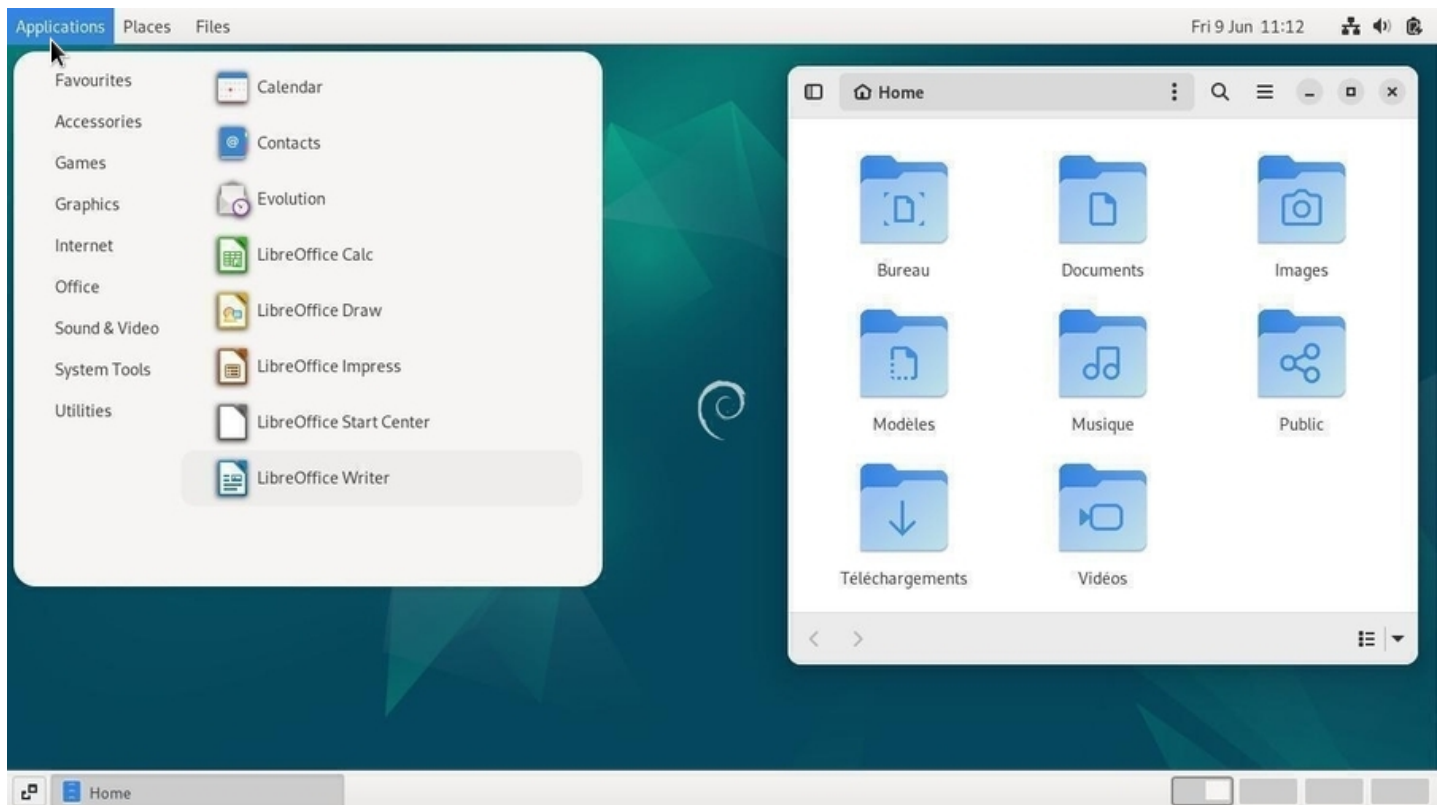 Applications Places Files
Fri 9 Jun 11:12
Favourites
Accessories
Games
Graphics
Internet
Office
Sound & Video
System Tools
Utilities
Calendar
Contacts
Evolution
LibreOffice Calc
LibreOffice Draw
LibreOffice Impress
LibreOffice Start Center
LibreOffice Writer
Home
Bureau
Documents
Images
Modèles
Musique
Public
Téléchargements
Vidéos
Home